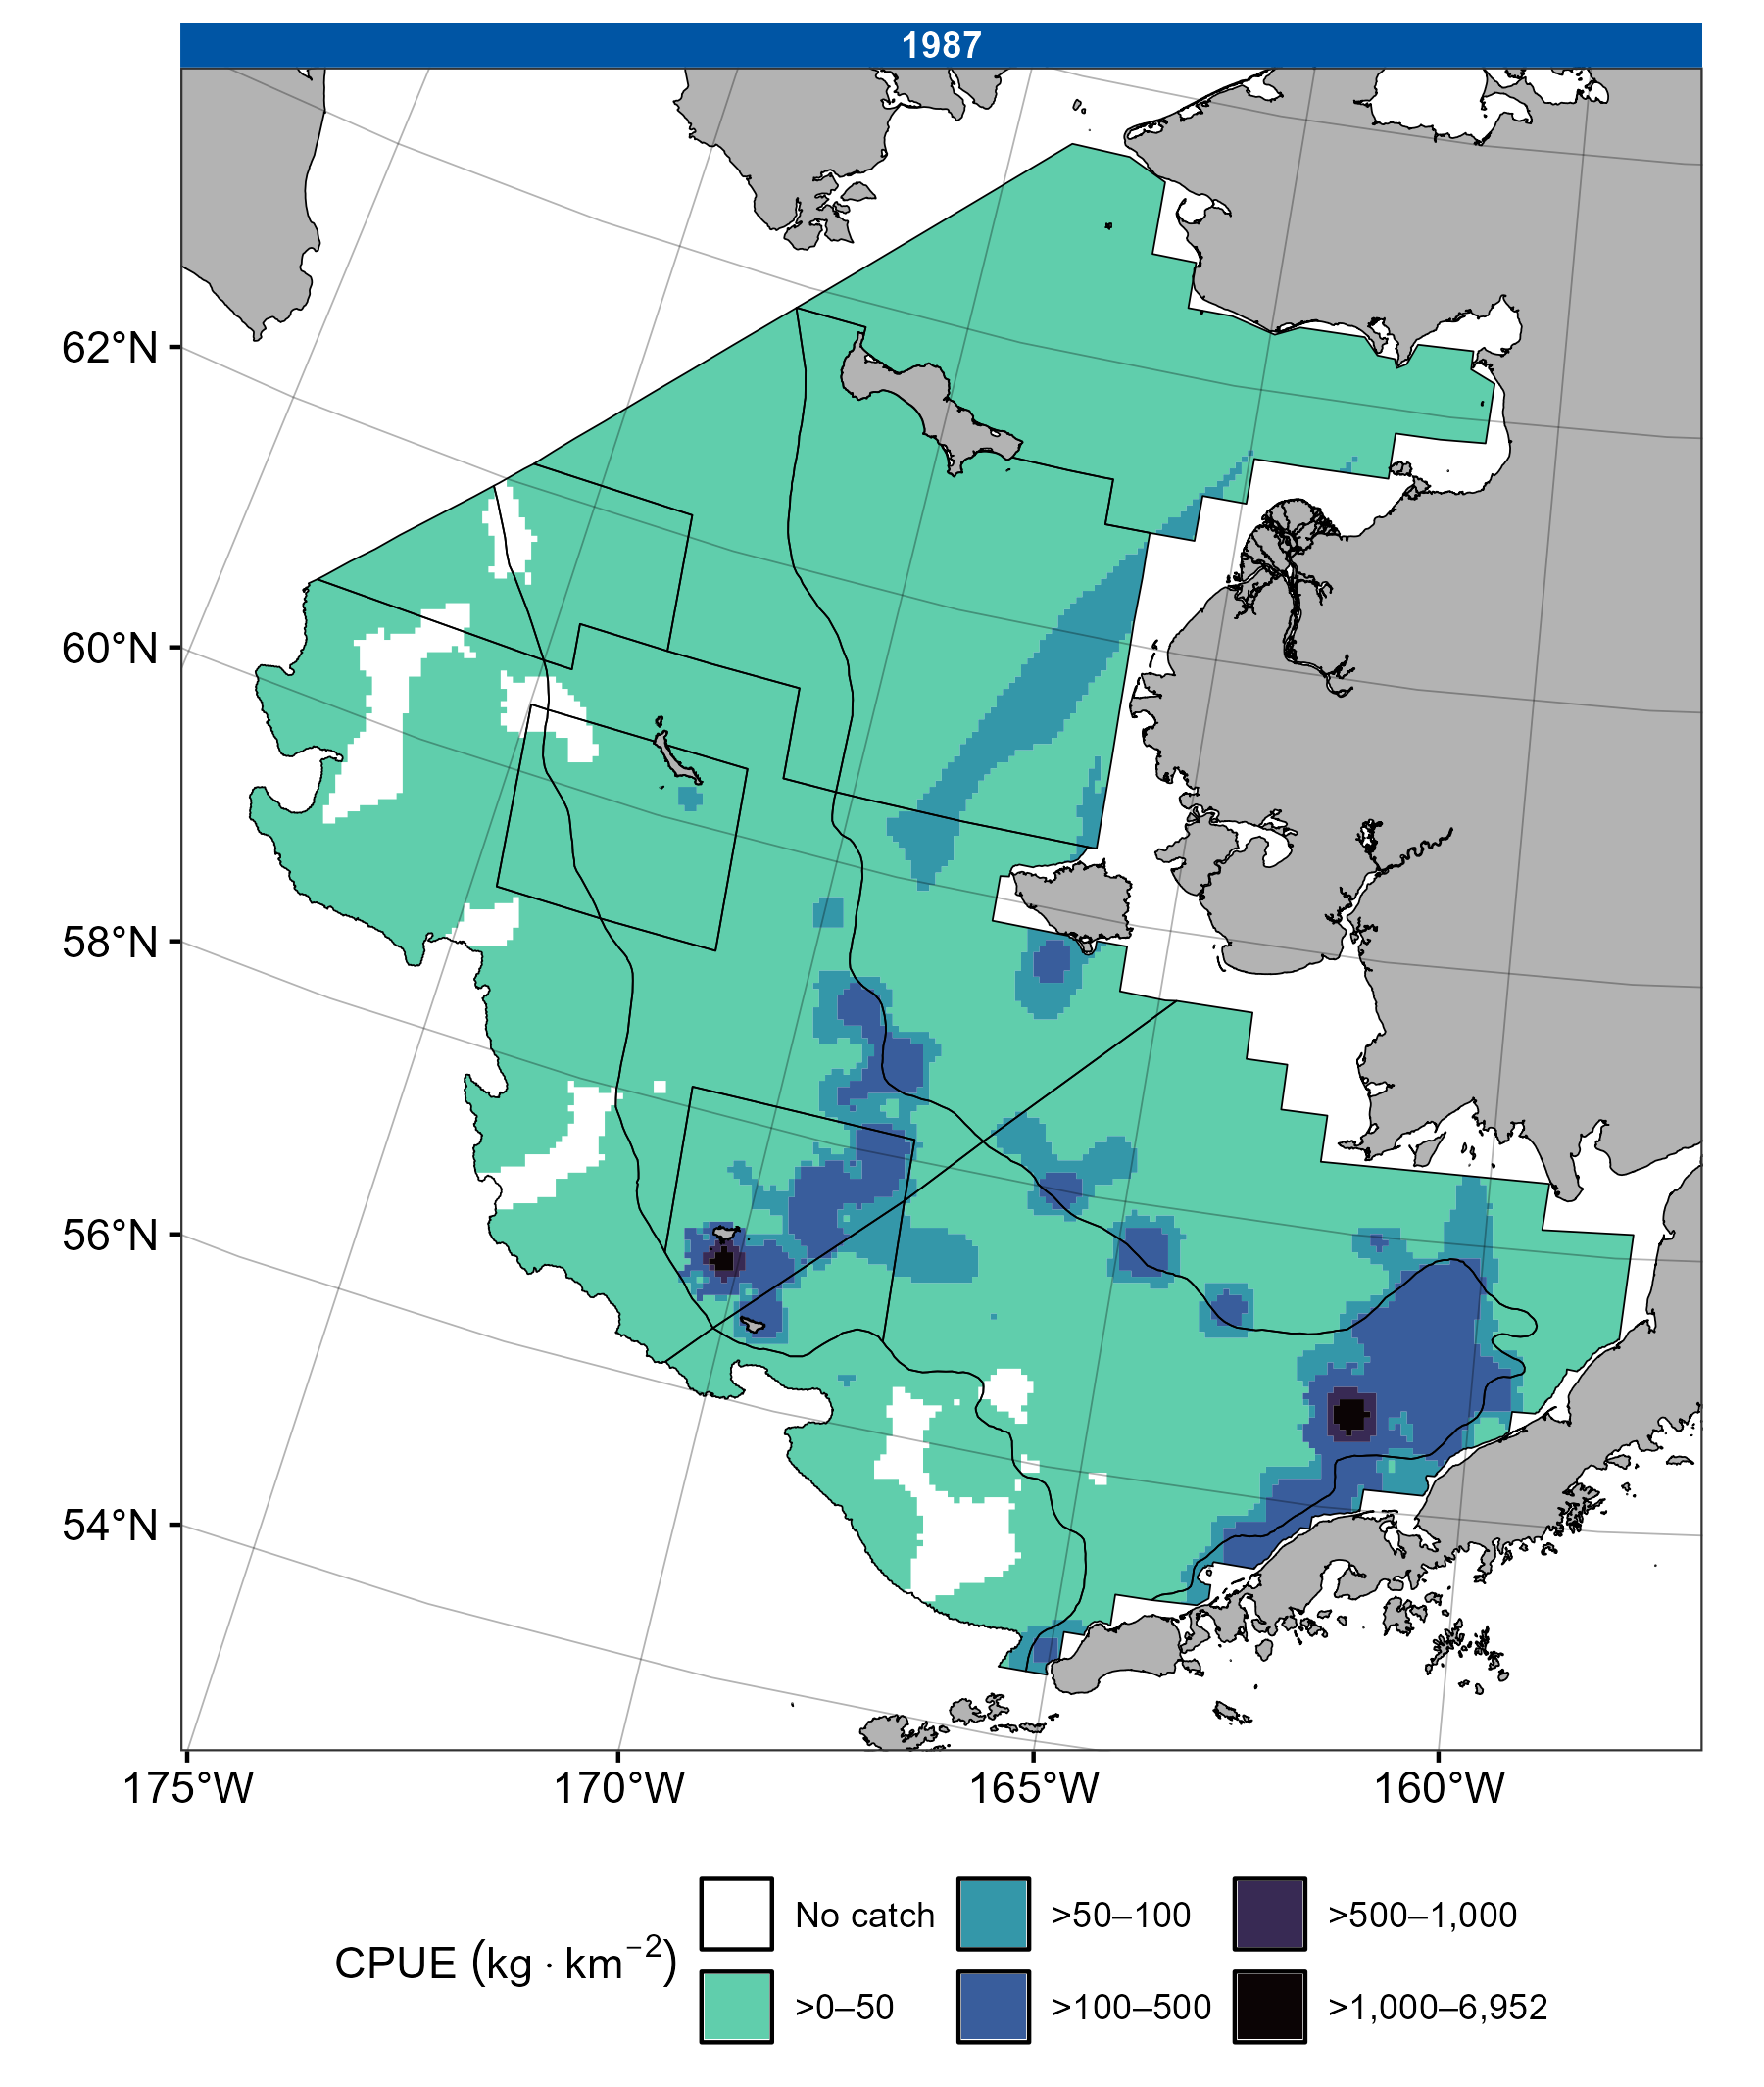 1987
62°N
60°N
58°N
56°N
54°N
175°W 170°W 165°W 160°W
CPUE (kg · km⁻²)
No catch >50–100 >500–1,000
>0–50 >100–500 >1,000–6,952